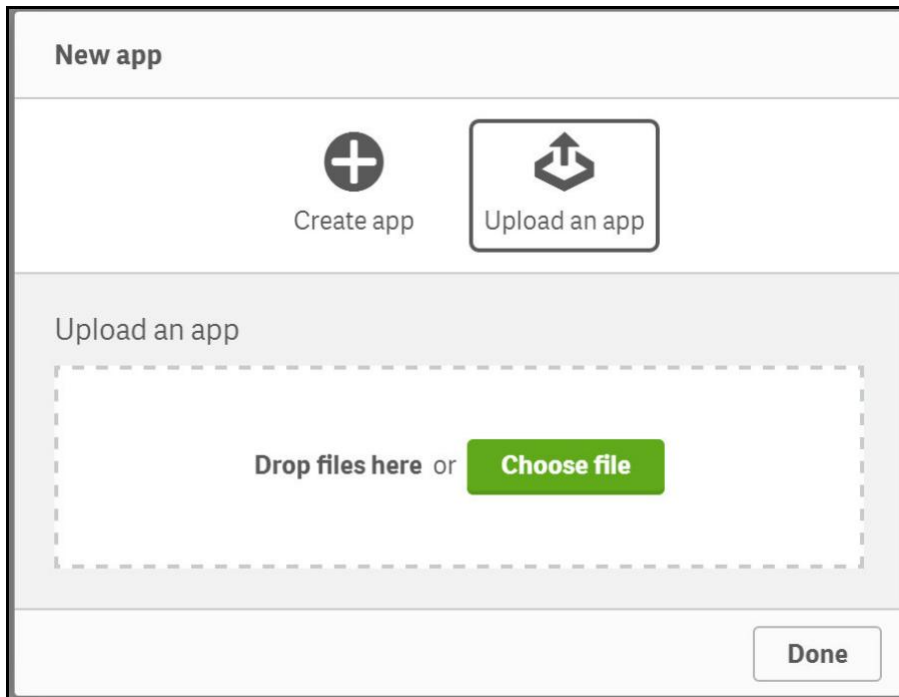 New app
Create app
Upload an app
Upload an app
Drop files here or Choose file
Done